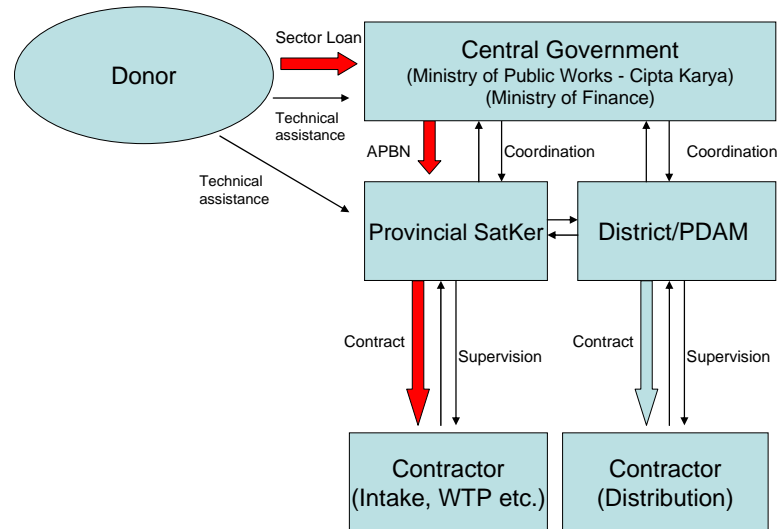 Sector Loan
Donor
Central Government
(Ministry of Public Works - Cipta Karya)
(Ministry of Finance)
Technical
assistance
APBN
Coordination
Coordination
Technical
assistance
Provincial SatKer
District/PDAM
Contract
Supervision
Contract
Supervision
Contractor
(Intake, WTP etc.)
Contractor
(Distribution)